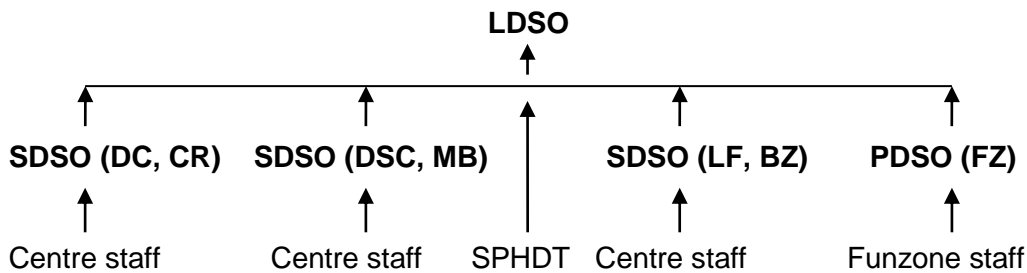 LDSO
SDSO (DC, CR) SDSO (DSC, MB) SDSO (LF, BZ) PDSO (FZ)
Centre staff Centre staff SPHDT Centre staff Funzone staff